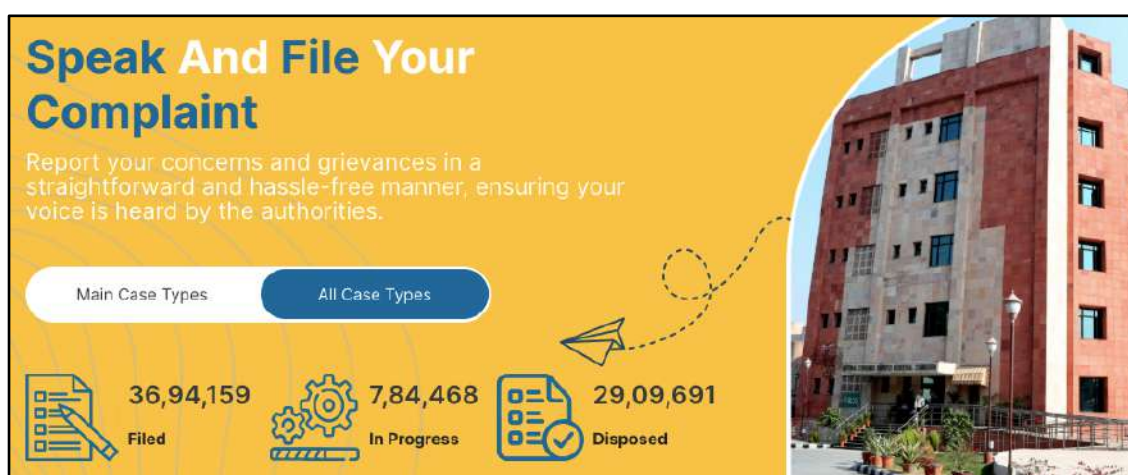 Speak And File Your
Complaint
Report your concerns and grievances in a
straightforward and hassle-free manner, ensuring your
voice is heard by the authorities.
Main Case Types
All Case Types
36,94,159
Filed
7,84,468
In Progress
29,09,691
Disposed